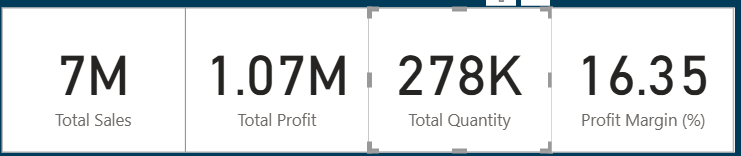 7M
Total Sales
1.07M
Total Profit
278K
Total Quantity
16.35
Profit Margin (%)